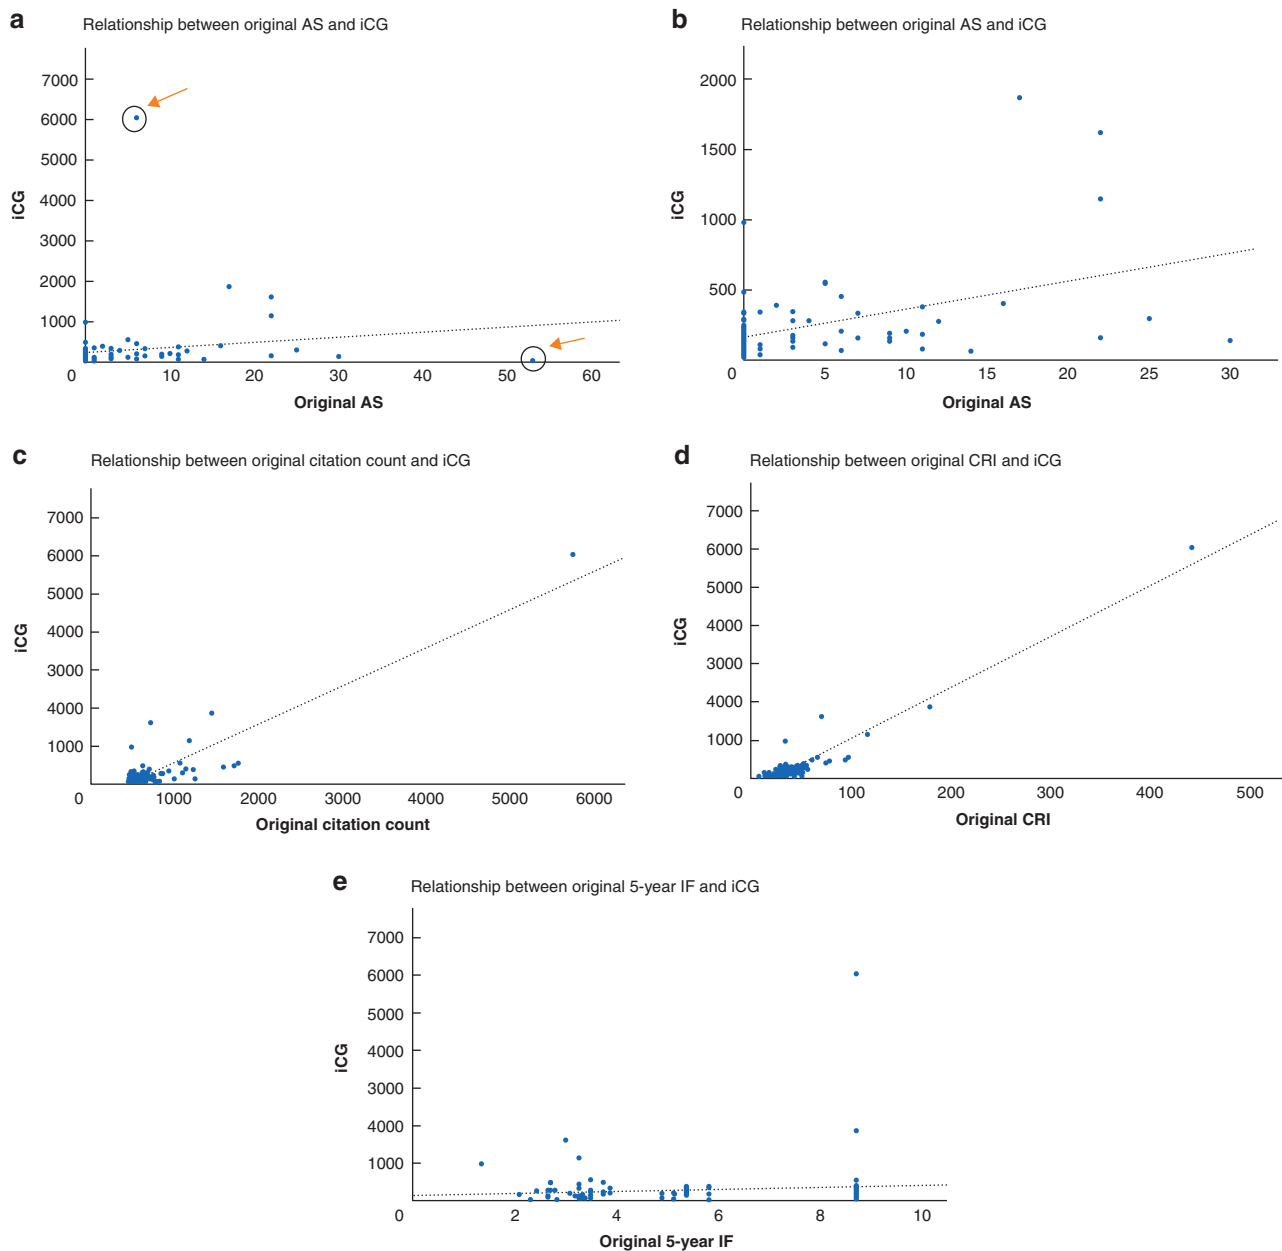 a Relationship between original AS and iCG
7000
6000
5000
4000
3000
2000
1000
iCG
0 10 20 30 40 50 60
Original AS
b Relationship between original AS and iCG
2000
1500
1000
500
iCG
0 5 10 15 20 25 30
Original AS
c Relationship between original citation count and iCG
7000
6000
5000
4000
3000
4000
1000
iCG
0 1000 2000 3000 4000 5000 6000
Original citation count
d Relationship between original CRI and iCG
7000
6000
5000
4000
3000
4000
1000
iCG
0 100 200 300 400 500
Original CRI
e Relationship between original 5-year IF and iCG
7000
6000
5000
4000
3000
4000
1000
iCG
0 2 4 6 8 10
Original 5-year IF